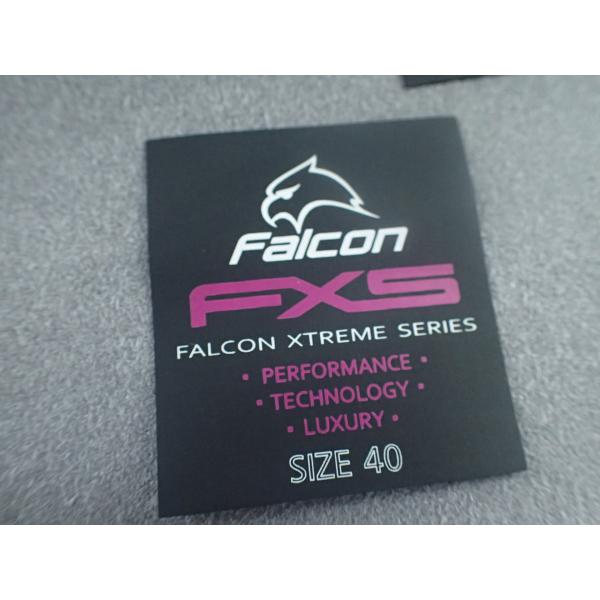 Falcon
FXS
FALCON XTREME SERIES
• PERFORMANCE •
• TECHNOLOGY •
• LUXURY •
SIZE 40